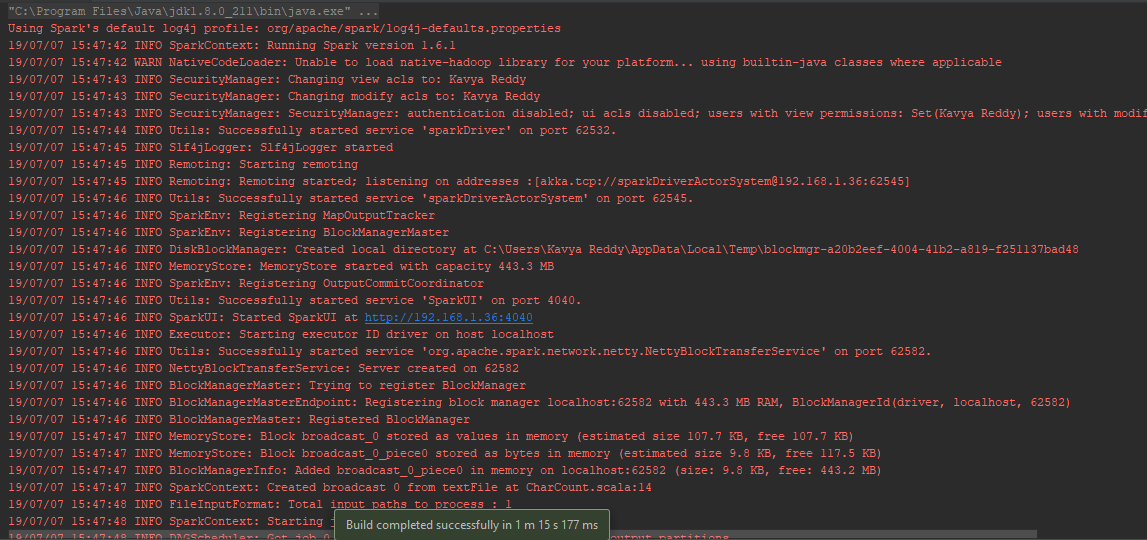 "C:\Program Files\Java\jdk1.8.0_211\bin\java.exe" ...
Using Spark's default log4j profile: org/apache/spark/log4j-defaults.properties
19/07/07 15:47:42 INFO SparkContext: Running Spark version 1.6.1
19/07/07 15:47:42 WARN NativeCodeLoader: Unable to load native-hadoop library for your platform... using builtin-java classes where applicable
19/07/07 15:47:43 INFO SecurityManager: Changing view acls to: Kavya Reddy
19/07/07 15:47:43 INFO SecurityManager: Changing modify acls to: Kavya Reddy
19/07/07 15:47:43 INFO SecurityManager: SecurityManager: authentication disabled; ui acls disabled; users with view permissions: Set(Kavya Reddy); users with modif
19/07/07 15:47:44 INFO Utils: Successfully started service 'sparkDriver' on port 62532.
19/07/07 15:47:45 INFO Slf4jLogger: Slf4jLogger started
19/07/07 15:47:45 INFO Remoting: Starting remoting
19/07/07 15:47:45 INFO Remoting: Remoting started; listening on addresses :[akka.tcp://sparkDriverActorSystem@192.168.1.36:62545]
19/07/07 15:47:46 INFO Utils: Successfully started service 'sparkDriverActorSystem' on port 62545.
19/07/07 15:47:46 INFO SparkEnv: Registering MapOutputTracker
19/07/07 15:47:46 INFO SparkEnv: Registering BlockManagerMaster
19/07/07 15:47:46 INFO DiskBlockManager: Created local directory at C:\Users\Kavya Reddy\AppData\Local\Temp\blockmgr-a20b2eef-4004-41b2-a819-f251137bad48
19/07/07 15:47:46 INFO MemoryStore: MemoryStore started with capacity 443.3 MB
19/07/07 15:47:46 INFO SparkEnv: Registering OutputCommitCoordinator
19/07/07 15:47:46 INFO Utils: Successfully started service 'SparkUI' on port 4040.
19/07/07 15:47:46 INFO SparkUI: Started SparkUI at http://192.168.1.36:4040
19/07/07 15:47:46 INFO Executor: Starting executor ID driver on host localhost
19/07/07 15:47:46 INFO Utils: Successfully started service 'org.apache.spark.network.netty.NettyBlockTransferService' on port 62582.
19/07/07 15:47:46 INFO NettyBlockTransferService: Server created on 62582
19/07/07 15:47:46 INFO BlockManagerMaster: Trying to register BlockManager
19/07/07 15:47:46 INFO BlockManagerMasterEndpoint: Registering block manager localhost:62582 with 443.3 MB RAM, BlockManagerId(driver, localhost, 62582)
19/07/07 15:47:46 INFO BlockManagerMaster: Registered BlockManager
19/07/07 15:47:47 INFO MemoryStore: Block broadcast_0 stored as values in memory (estimated size 107.7 KB, free 107.7 KB)
19/07/07 15:47:47 INFO MemoryStore: Block broadcast_0_piece0 stored as bytes in memory (estimated size 9.8 KB, free 117.5 KB)
19/07/07 15:47:47 INFO BlockManagerInfo: Added broadcast_0_piece0 in memory on localhost:62582 (size: 9.8 KB, free: 443.2 MB)
19/07/07 15:47:47 INFO SparkContext: Created broadcast 0 from textFile at CharCount.scala:14
19/07/07 15:47:48 INFO FileInputFormat: Total input paths to process : 1
19/07/07 15:47:48 INFO SparkContext: Starting
Build completed successfully in 1 m 15 s 177 ms
19/07/07 15:47:48 INFO DAGScheduler: Got job 0 output partitions